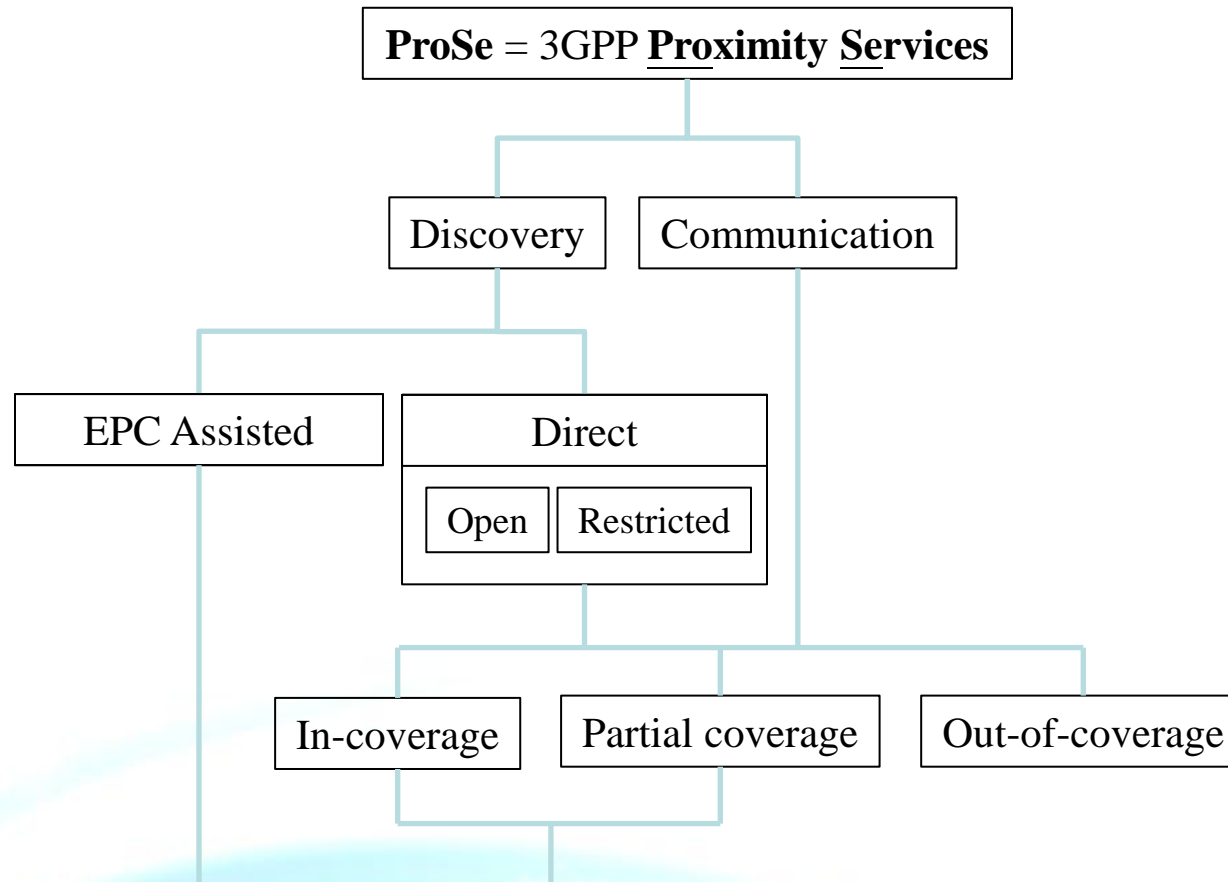 ProSe = 3GPP Proximity Services
Discovery
Communication
EPC Assisted
Direct
Open
Restricted
In-coverage
Partial coverage
Out-of-coverage